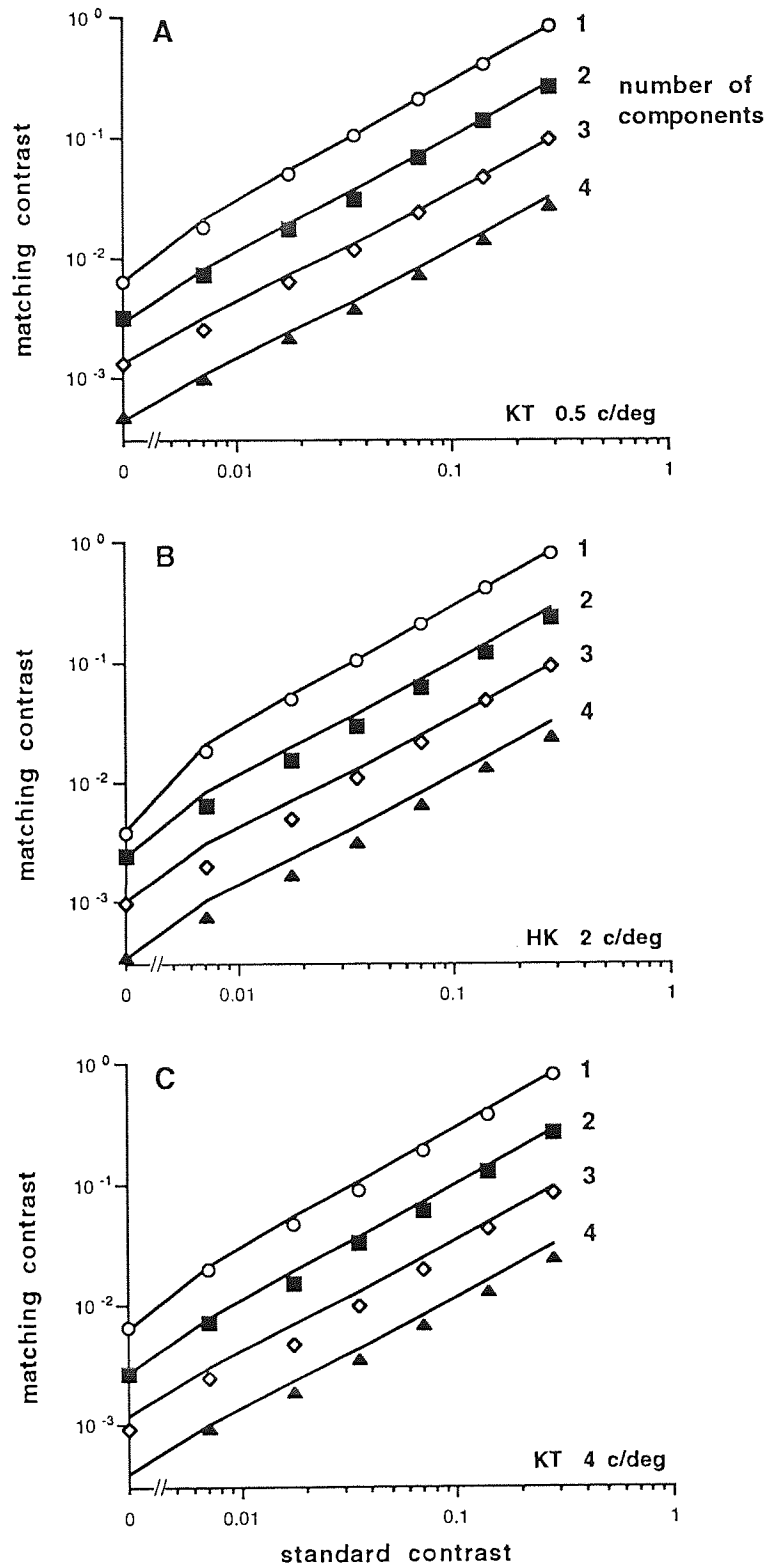 A
10 0
10 -1
10 -2
10 -3
matching contrast
1
2
3
4
number of
components
KT 0.5 c/deg
0 0.01 0.1 1
B
10 0
10 -1
10 -2
10 -3
matching contrast
1
2
3
4
HK 2 c/deg
0 0.01 0.1 1
C
10 0
10 -1
10 -2
10 -3
matching contrast
1
2
3
4
KT 4 c/deg
0 0.01 0.1 1
standard contrast